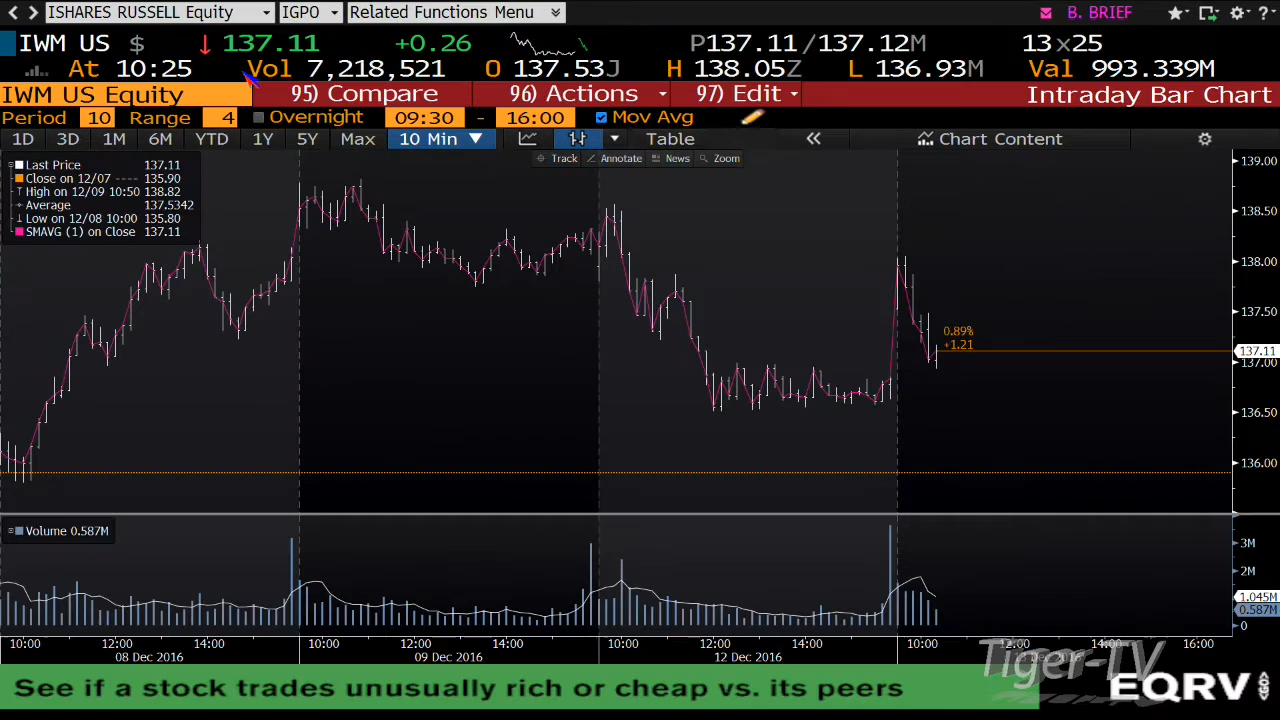 ISHARES RUSSELL Equity IGPO Related Functions Menu B. BRIEF
IWM US $ ↓ 137.11 +0.26 P137.11/137.12M 13x25
At 10:25 Vol 7,218,521 O 137.53J H 138.05Z L 136.93M Val 993.339M
IWM US Equity 95) Compare 96) Actions 97) Edit Intraday Bar Chart
Period 10 Range 4 Overnight 09:30 - 16:00 Mov Avg
1D 3D 1M 6M YTD 1Y 5Y Max 10 Min ▼ Table « Chart Content
Track Annotate News Zoom
Last Price 137.11
Close on 12/07 ---- 135.90
High on 12/09 10:50 138.82
Average 137.5342
Low on 12/08 10:00 135.80
SMAVG (1) on Close 137.11
139.00
138.50
138.00
137.50
0.89%
+1.21
137.11
137.00
136.50
136.00
Volume 0.587M
3M
2M
1.045M
0.587M
0
10:00 12:00 14:00 10:00 12:00 14:00 10:00 12:00 14:00 10:00 12:00 14:00 16:00
08 Dec 2016 09 Dec 2016 12 Dec 2016 13 Dec 2016
Tiger-TV
See if a stock trades unusually rich or cheap vs. its peers EQRV <GO>